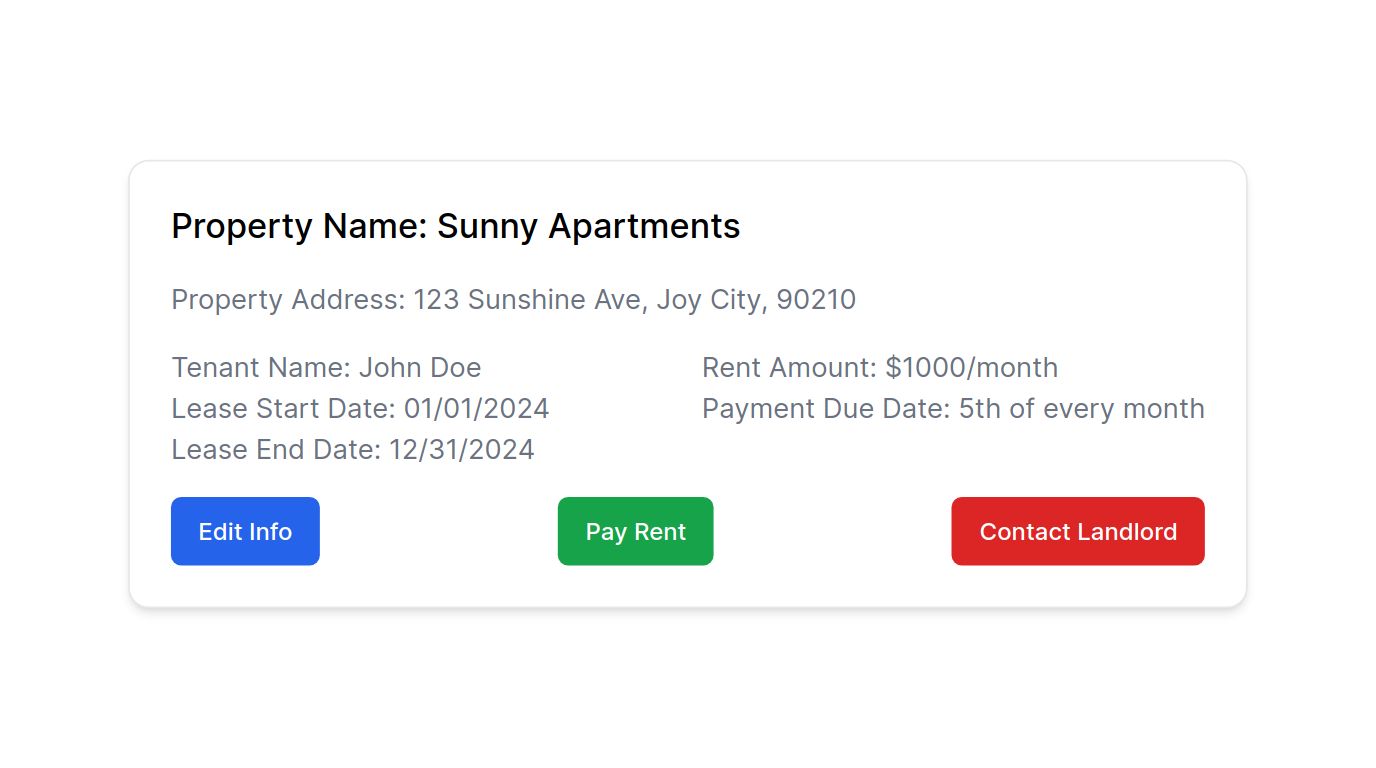 Property Name: Sunny Apartments
Property Address: 123 Sunshine Ave, Joy City, 90210
Tenant Name: John Doe
Lease Start Date: 01/01/2024
Lease End Date: 12/31/2024
Rent Amount: $1000/month
Payment Due Date: 5th of every month
Edit Info
Pay Rent
Contact Landlord